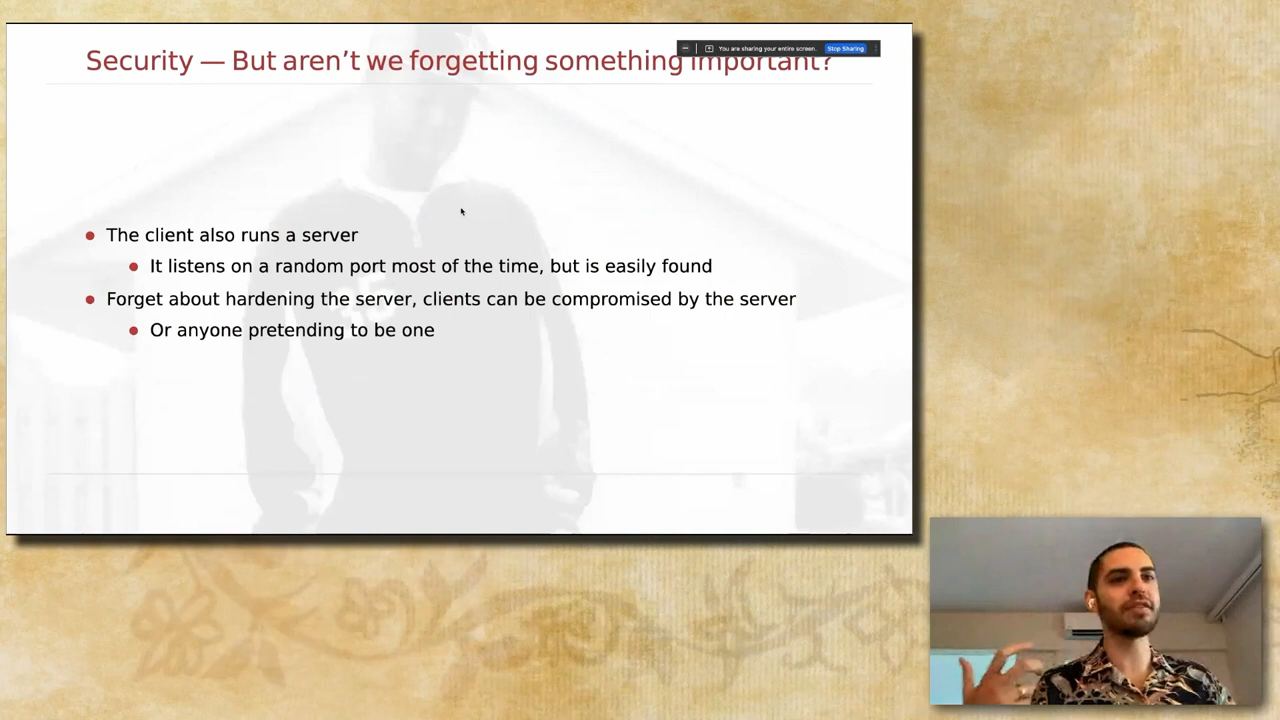 Security — But aren't we forgetting something important?
You are sharing your entire screen. Stop Sharing
The client also runs a server
It listens on a random port most of the time, but is easily found
Forget about hardening the server, clients can be compromised by the server
Or anyone pretending to be one